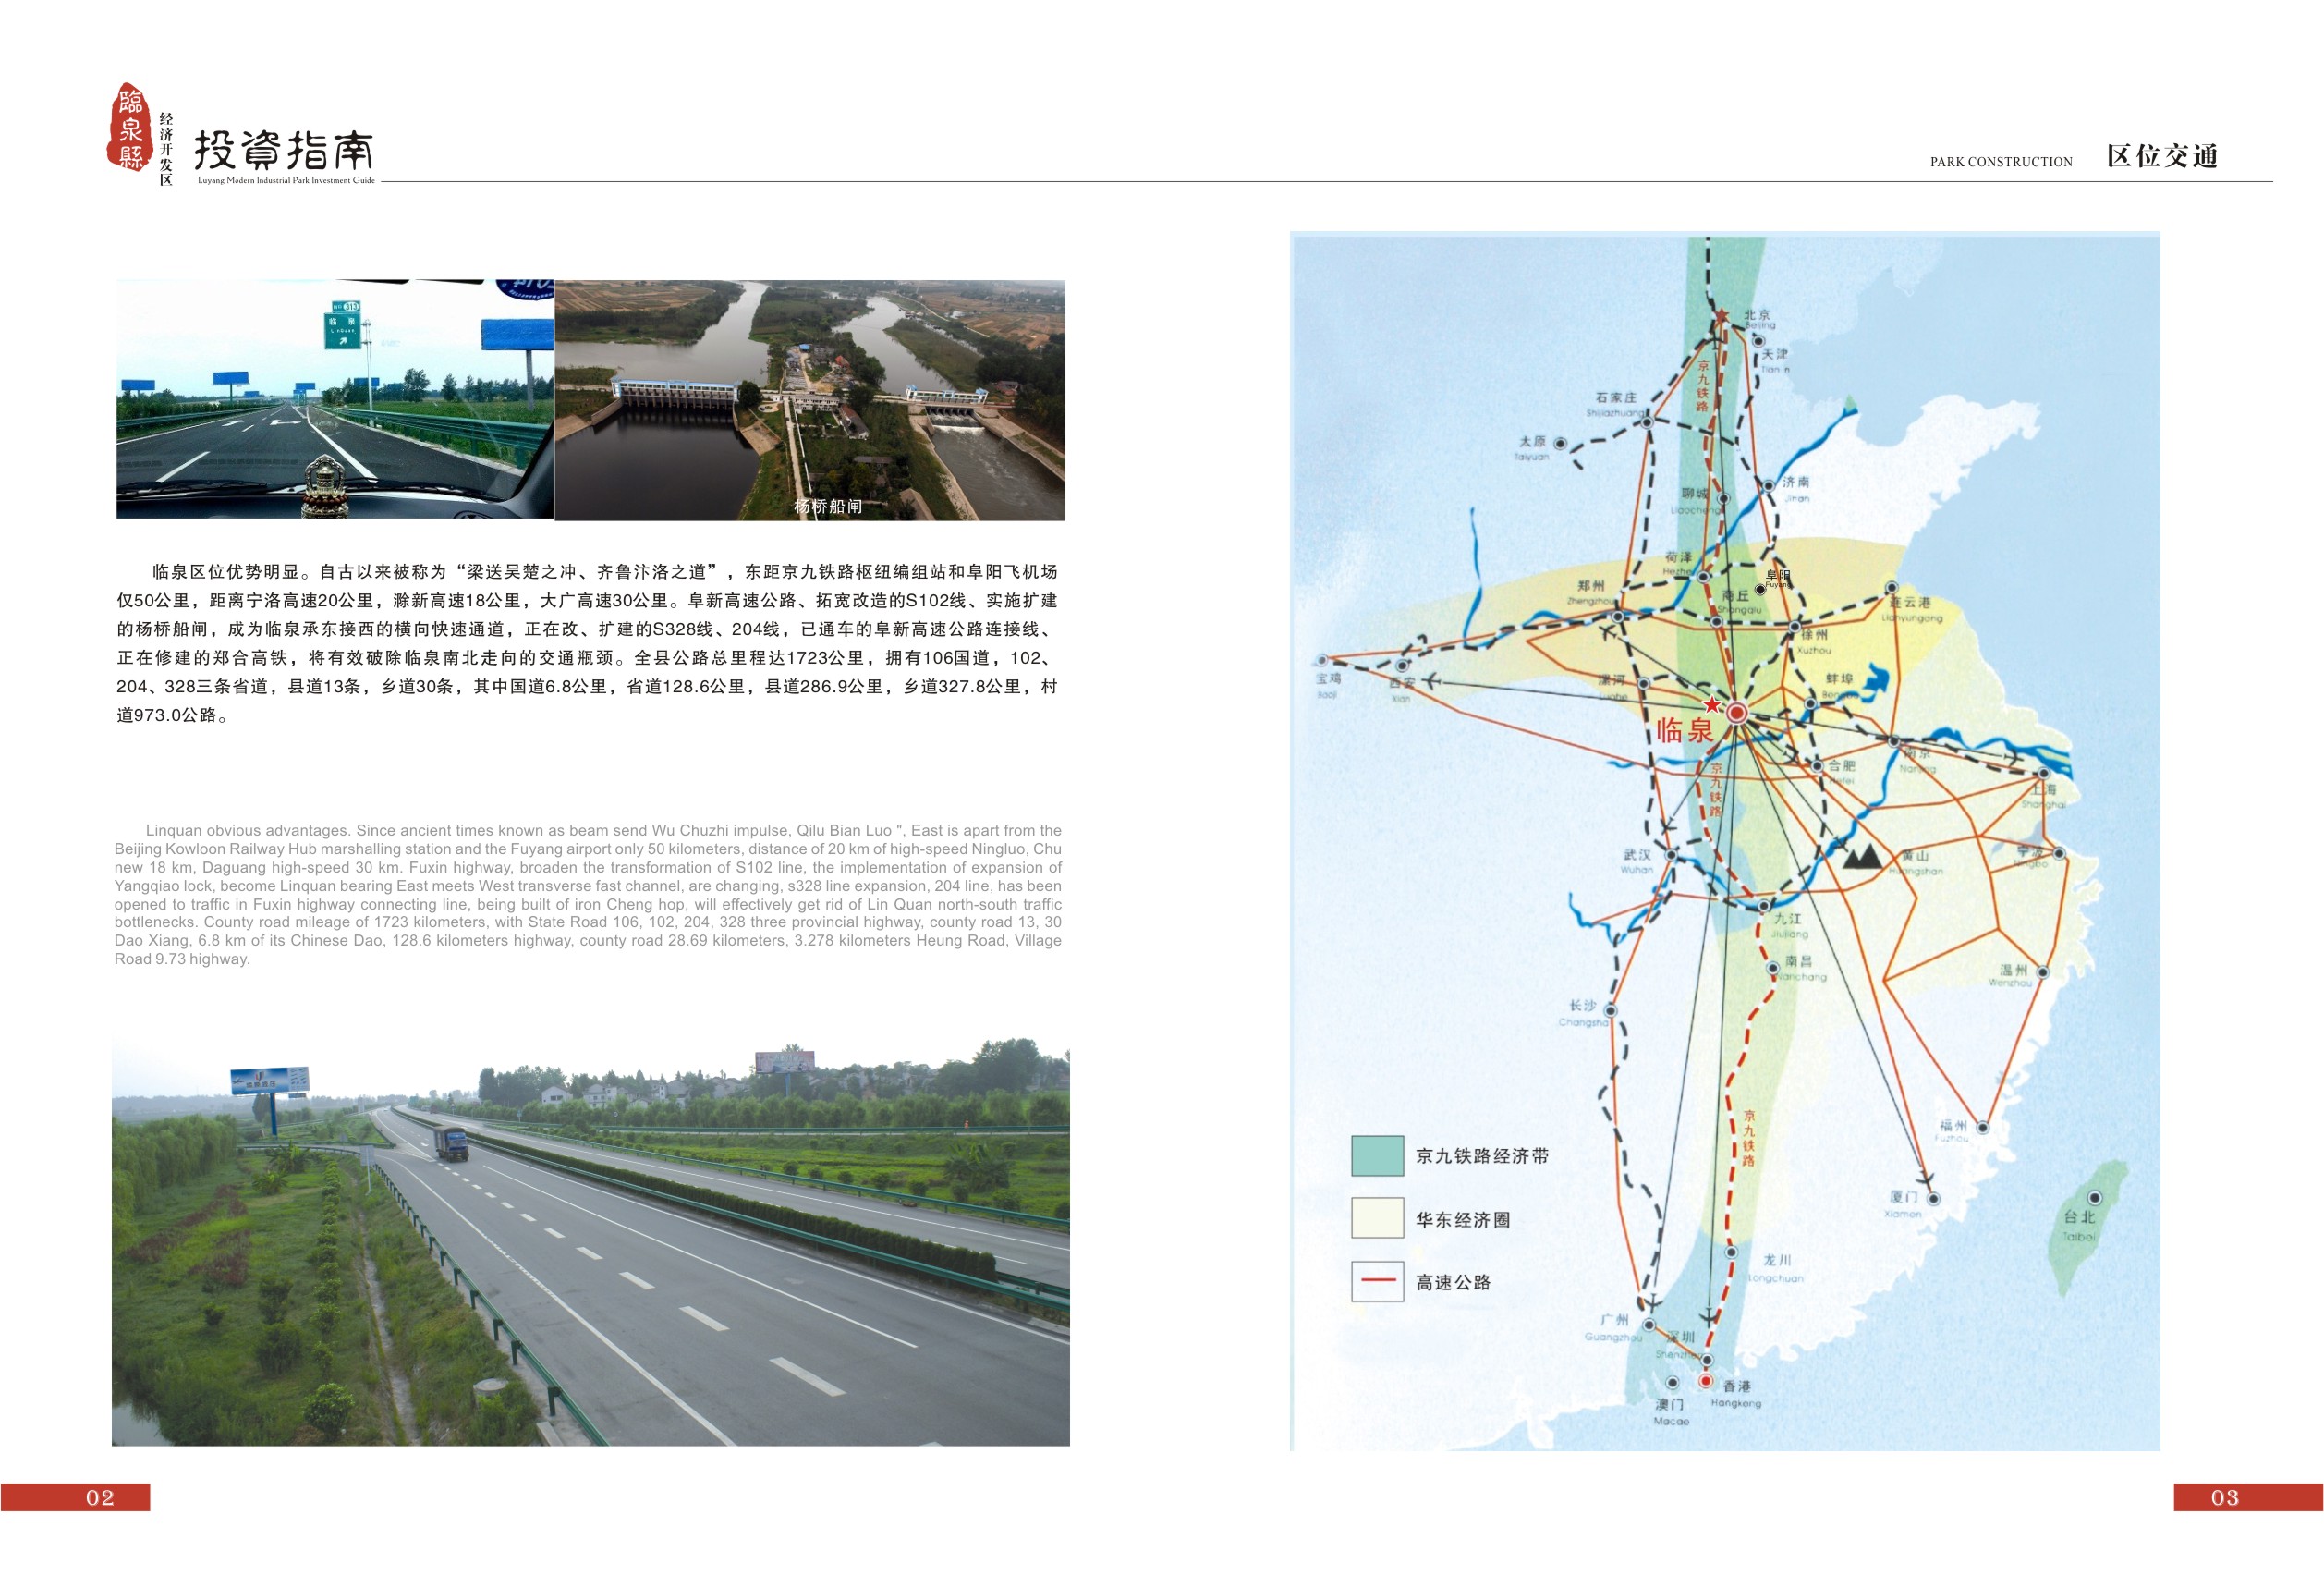 臨泉縣
经济开发区
投資指南
Luyang Modern Industrial Park Investment Guide
PARK CONSTRUCTION
区位交通
313
临 泉
LinQuan
杨桥船闸
临泉区位优势明显。自古以来被称为“梁送吴楚之冲、齐鲁汴洛之道”，东距京九铁路枢纽编组站和阜阳飞机场
仅50公里，距离宁洛高速20公里，滁新高速18公里，大广高速30公里。阜新高速公路、拓宽改造的S102线、实施扩建
的杨桥船闸，成为临泉承东接西的横向快速通道，正在改、扩建的S328线、204线，已通车的阜新高速公路连接线、
正在修建的郑合高铁，将有效破除临泉南北走向的交通瓶颈。全县公路总里程达1723公里，拥有106国道，102、
204、328三条省道，县道13条，乡道30条，其中国道6.8公里，省道128.6公里，县道286.9公里，乡道327.8公里，村
道973.0公路。
Linquan obvious advantages. Since ancient times known as beam send Wu Chuzhi impulse, Qilu Bian Luo ", East is apart from the
Beijing Kowloon Railway Hub marshalling station and the Fuyang airport only 50 kilometers, distance of 20 km of high-speed Ningluo, Chu
new 18 km, Daguang high-speed 30 km. Fuxin highway, broaden the transformation of S102 line, the implementation of expansion of
Yangqiao lock, become Linquan bearing East meets West transverse fast channel, are changing, s328 line expansion, 204 line, has been
opened to traffic in Fuxin highway connecting line, being built of iron Cheng hop, will effectively get rid of Lin Quan north-south traffic
bottlenecks. County road mileage of 1723 kilometers, with State Road 106, 102, 204, 328 three provincial highway, county road 13, 30
Dao Xiang, 6.8 km of its Chinese Dao, 128.6 kilometers highway, county road 28.69 kilometers, 3.278 kilometers Heung Road, Village
Road 9.73 highway.
北京
Beijing
天津
京九铁路
石家庄
Shijiazhuang
太原
Taiyuan
济南
Jinan
聊城
Liaocheng
荷泽
Heze
阜阳
Fuyang
郑州
Zhengzhou
商丘
Shangqiu
连云港
Lianyungang
徐州
Xuzhou
宝鸡
Baoji
西安
Xian
漯河
Luohe
蚌埠
临泉
南京
Nanjing
合肥
Hefei
京九铁路
上海
Shanghai
武汉
Wuhan
黄山
Huangshan
宁波
Ningbo
九江
Jiujiang
南昌
Nanchang
温州
Wenzhou
长沙
Changsha
京九铁路
福州
Fuzhou
厦门
Xiamen
台北
Taibei
龙川
Longchuan
广州
Guangzhou
深圳
Shenzhen
香港
Hangkong
澳门
Macao
京九铁路经济带
华东经济圈
高速公路
02
03